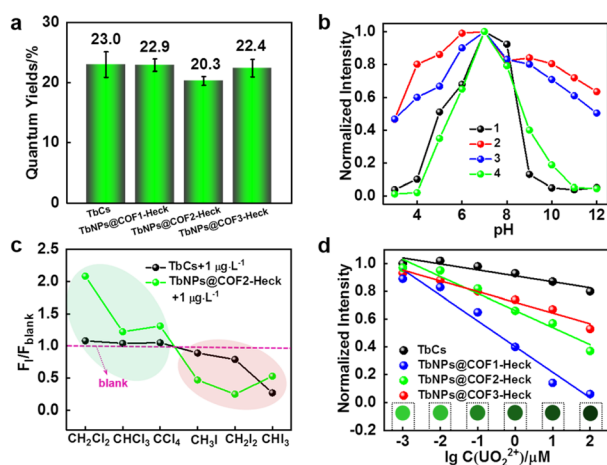 a
Quantum Yields/%
30
20
10
0
23.0
22.9
20.3
22.4
TbCs
TbNPs@COF1-Heck
TbNPs@COF2-Heck
TbNPs@COF3-Heck
b
Normalized Intensity
1.0
0.8
0.6
0.4
0.2
0.0
1
2
3
4
4 6 8 10 12
pH
c
F_I/F_blank
2.5
2.0
1.5
1.0
0.5
0.0
TbCs+1 μg·L⁻¹
TbNPs@COF2-Heck
+1 μg·L⁻¹
blank
CH₂Cl₂ CHCl₃ CCl₄ CH₃I CH₂I₂ CHI₃
d
Normalized Intensity
1.2
1.0
0.8
0.6
0.4
0.2
0.0
TbCs
TbNPs@COF1-Heck
TbNPs@COF2-Heck
TbNPs@COF3-Heck
-3 -2 -1 0 1 2
lg C(UO₂²⁺)/μM